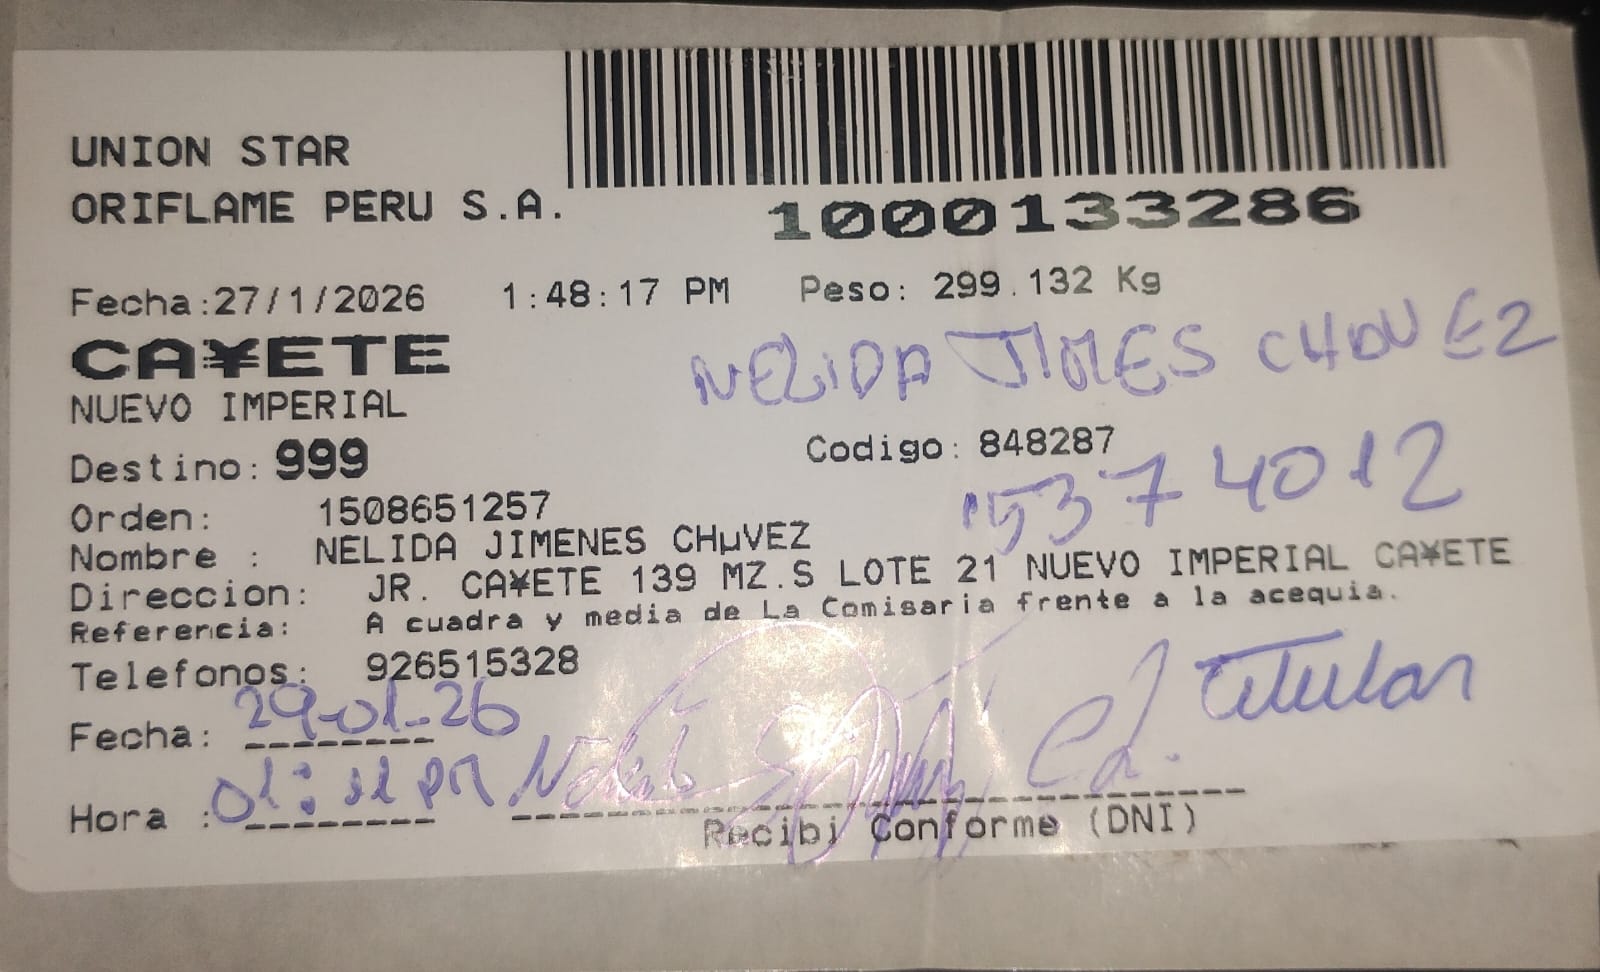 UNION STAR
ORIFLAME PERU S.A.
1000133286
Fecha:27/1/2026 1:48:17 PM Peso: 299.132 Kg
CA¥ETE
NUEVO IMPERIAL
NELIDA JIMES CHAVEZ
Destino: 999 Codigo: 848287
15374012
Orden: 1508651257
Nombre : NELIDA JIMENES CHµVEZ
Direccion: JR. CA¥ETE 139 MZ.S LOTE 21 NUEVO IMPERIAL CA¥ETE
Referencia: A cuadra y media de La Comisaria frente a la acequia.
Telefonos: 926515328
Fecha: 29-01-26
Titular
Hora : PM
Recibi Conforme (DNI)